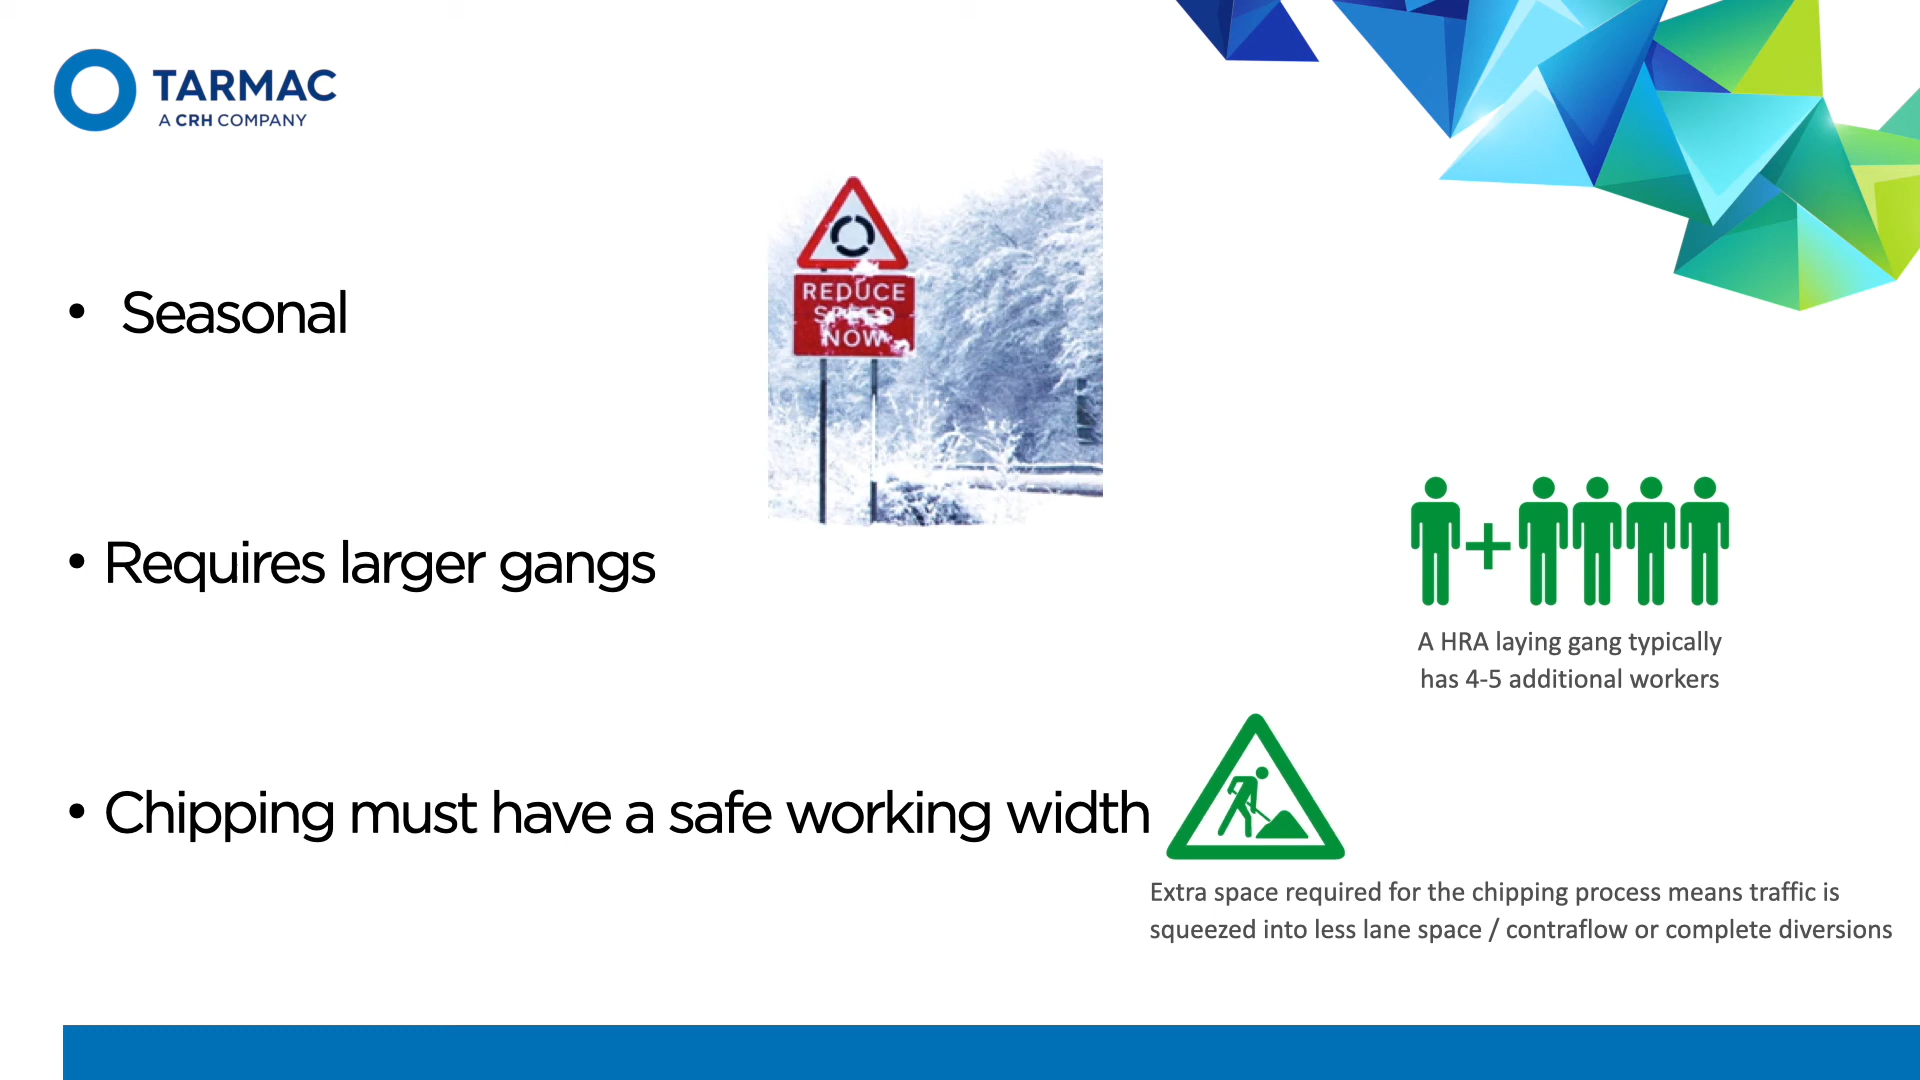 TARMAC
A CRH COMPANY
REDUCE
SPEED
NOW
• Seasonal
• Requires larger gangs
A HRA laying gang typically
has 4-5 additional workers
• Chipping must have a safe working width
Extra space required for the chipping process means traffic is
squeezed into less lane space / contraflow or complete diversions